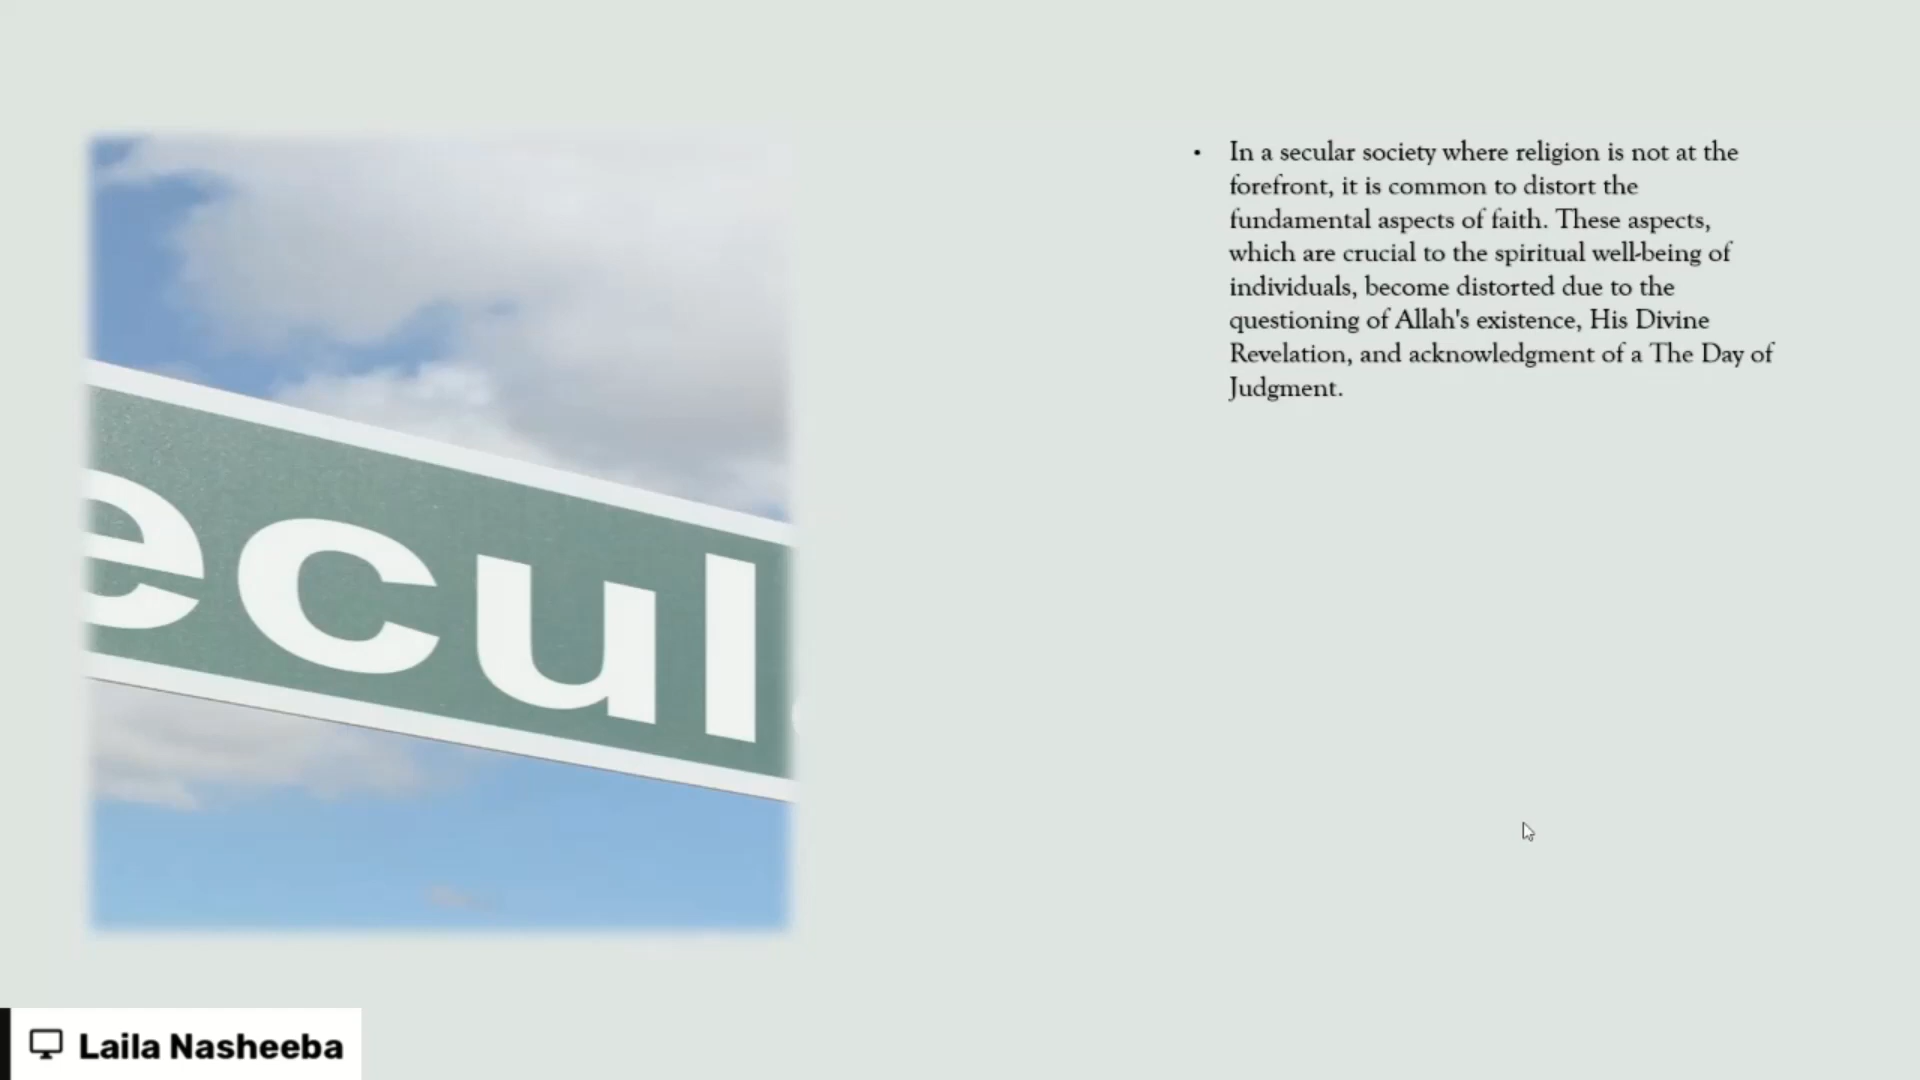 ecul
• In a secular society where religion is not at the
forefront, it is common to distort the
fundamental aspects of faith. These aspects,
which are crucial to the spiritual well-being of
individuals, become distorted due to the
questioning of Allah's existence, His Divine
Revelation, and acknowledgment of a The Day of
Judgment.
Laila Nasheeba